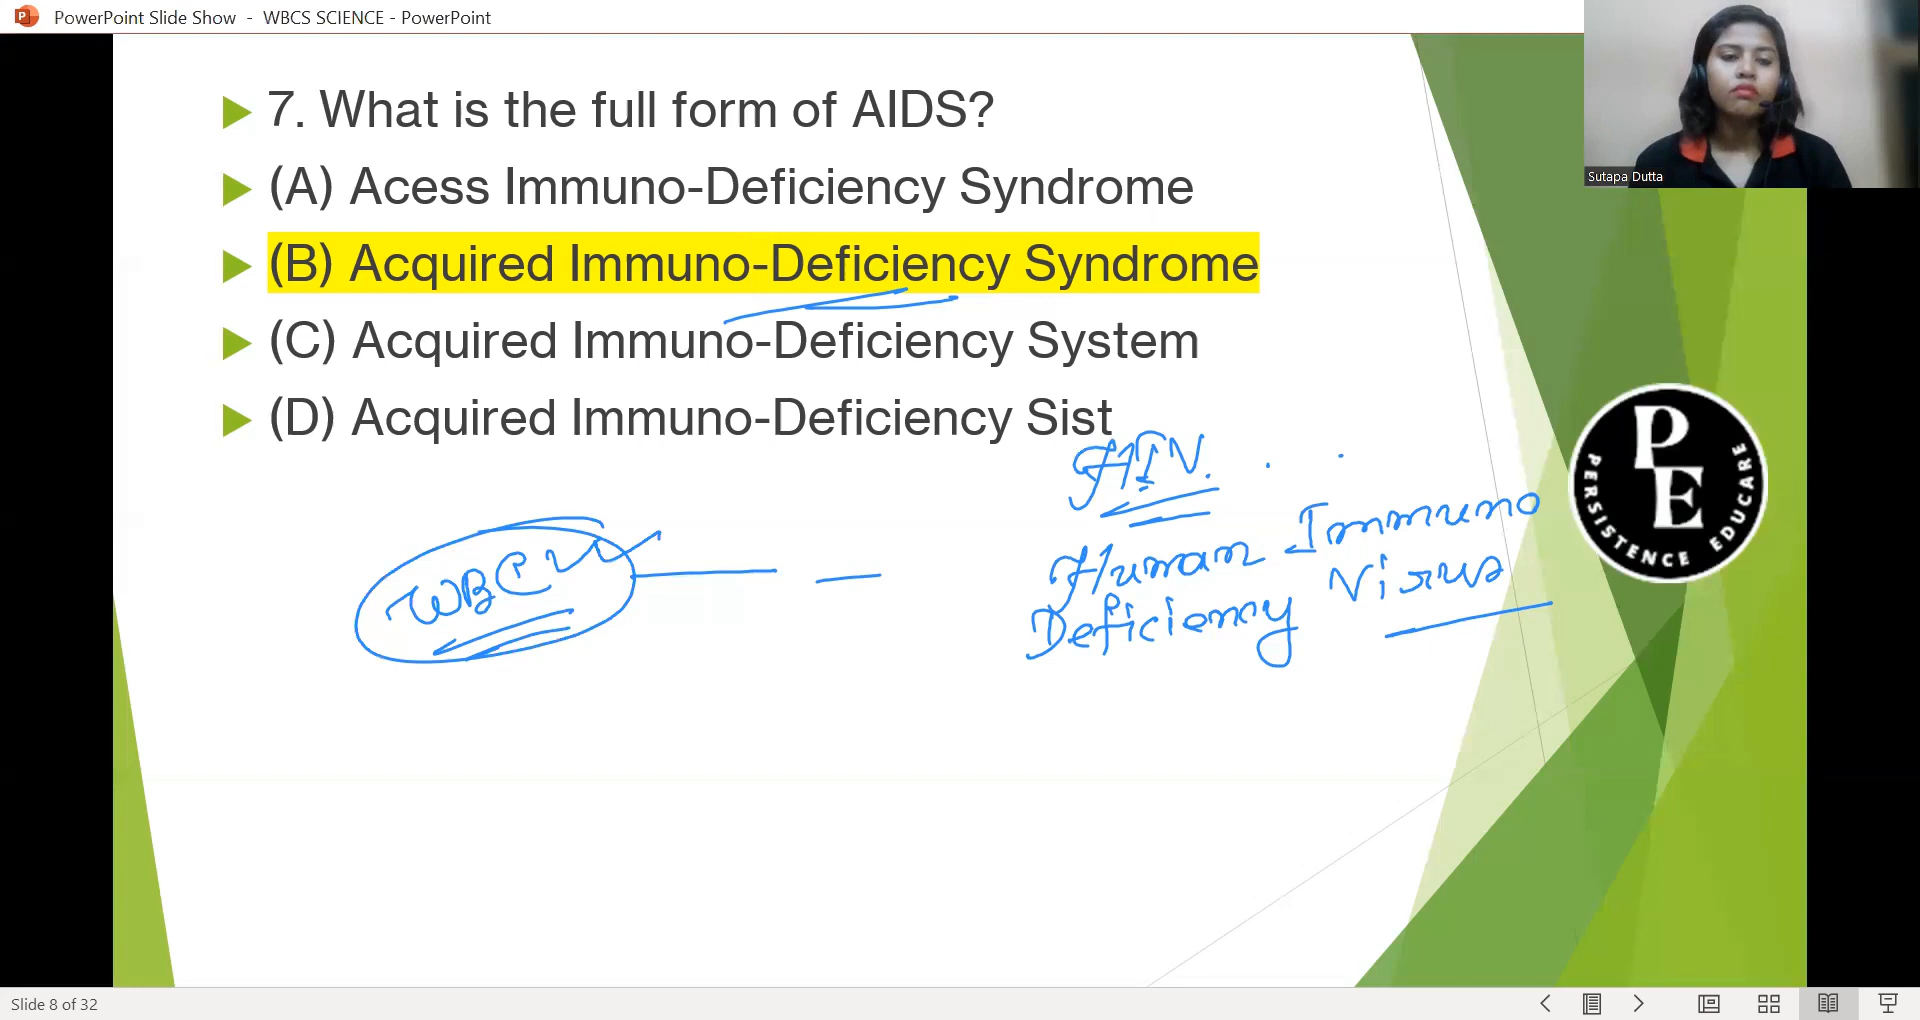 PowerPoint Slide Show - WBCS SCIENCE - PowerPoint
7. What is the full form of AIDS?
(A) Acess Immuno-Deficiency Syndrome
(B) Acquired Immuno-Deficiency Syndrome
(C) Acquired Immuno-Deficiency System
(D) Acquired Immuno-Deficiency Sist
Sutapa Dutta
HIV.
Human Immuno
Deficiency Virus
WBC
PE
PERSISTENCE EDUCARE
Slide 8 of 32